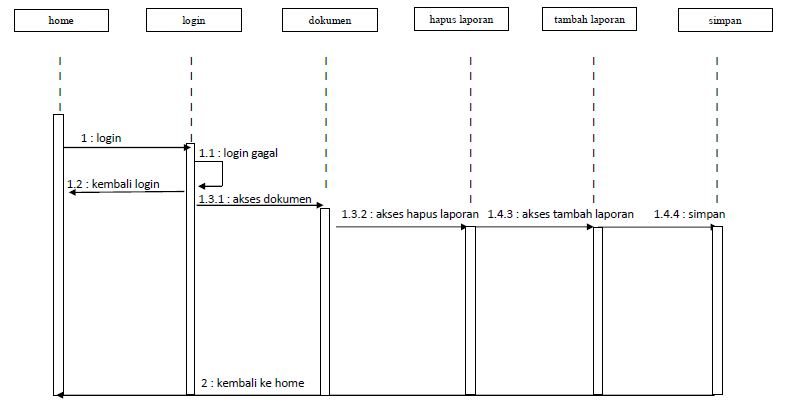 home
login
dokumen
hapus laporan
tambah laporan
simpan
1 : login
1.1 : login gagal
1.2 : kembali login
1.3.1 : akses dokumen
1.3.2 : akses hapus laporan
1.4.3 : akses tambah laporan
1.4.4 : simpan
2 : kembali ke home